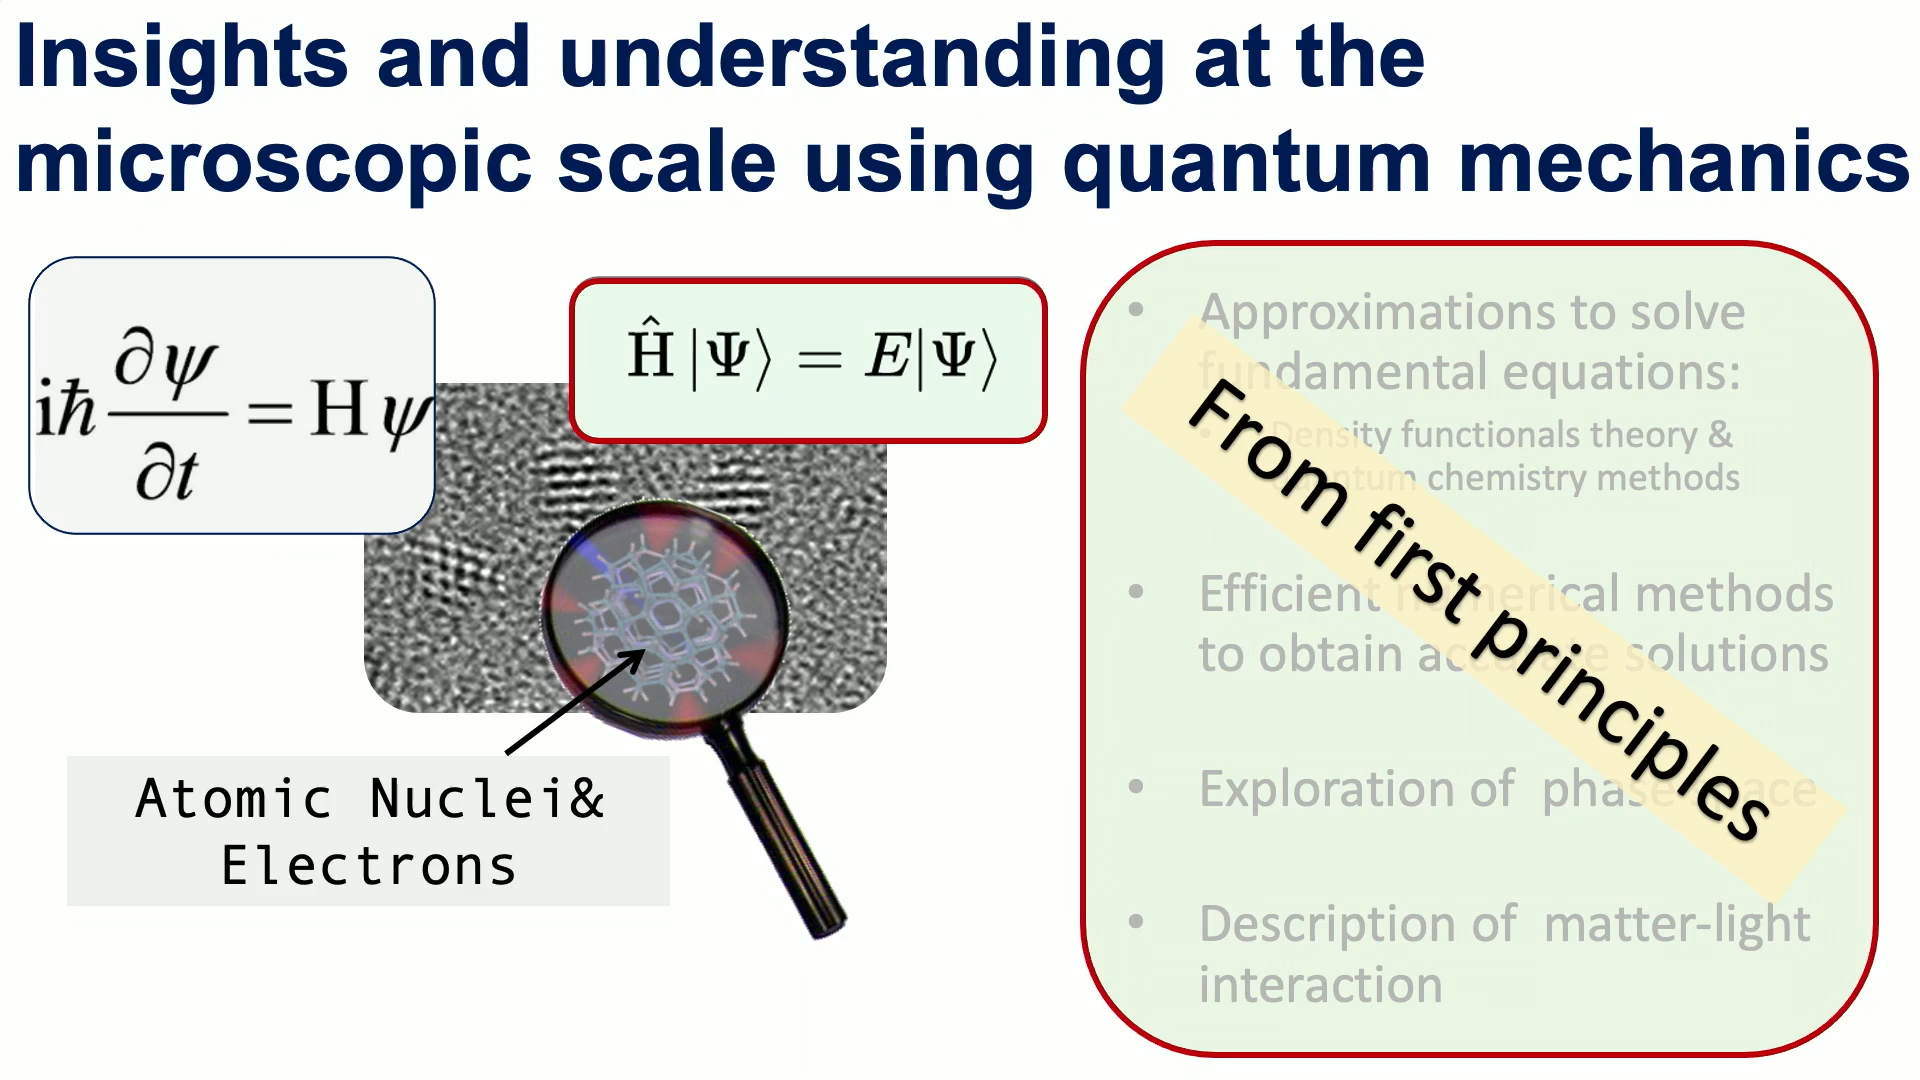 Insights and understanding at the
microscopic scale using quantum mechanics
iħ ∂ψ/∂t = H ψ
Ĥ |Ψ⟩ = E|Ψ⟩
Atomic Nuclei&
Electrons
• Approximations to solve
fundamental equations:
• Density functionals theory &
chemistry methods
• Efficient numerical methods
to obtain accurate solutions
• Exploration of phase space
• Description of matter-light
interaction
From first principles